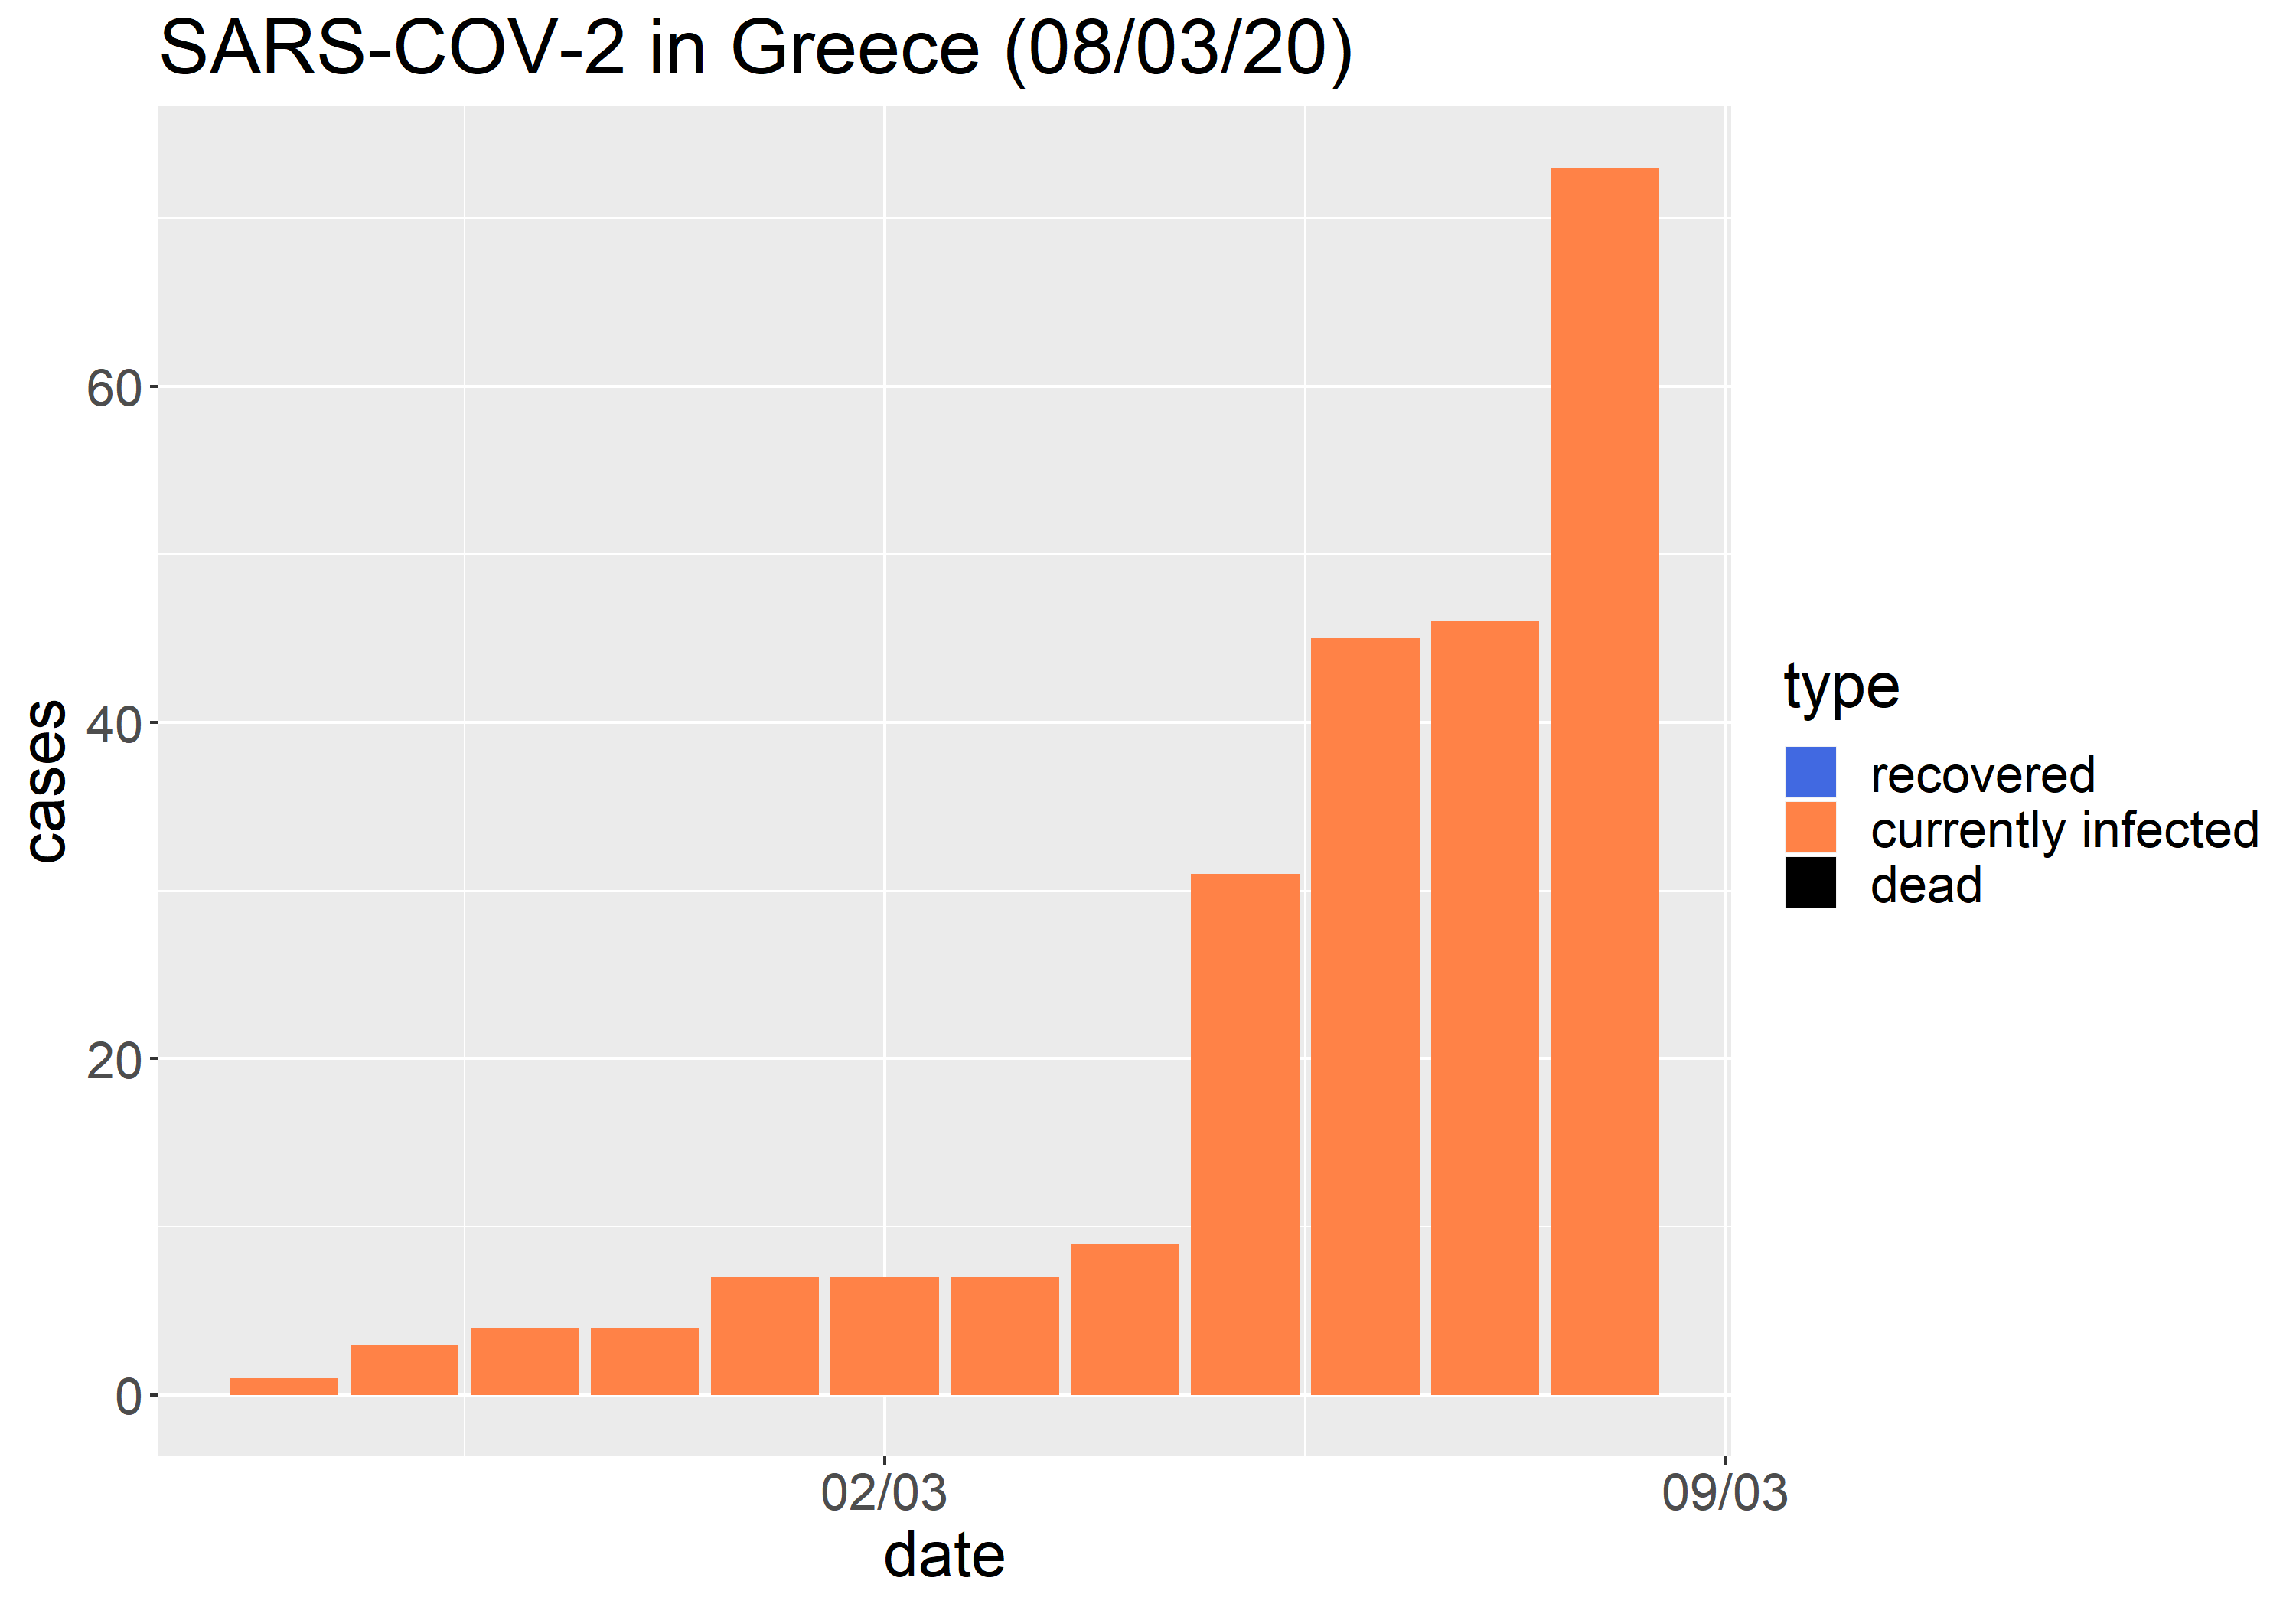 SARS-COV-2 in Greece (08/03/20)
cases
60
40
20
0
02/03
09/03
date
type
recovered
currently infected
dead